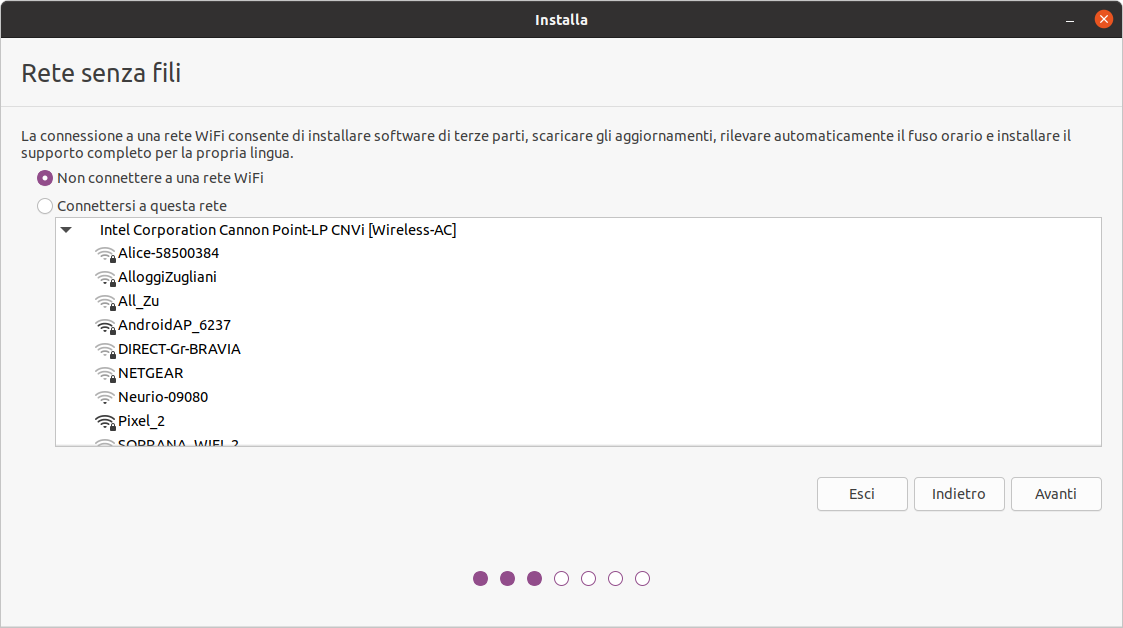 Installa
Rete senza fili
La connessione a una rete WiFi consente di installare software di terze parti, scaricare gli aggiornamenti, rilevare automaticamente il fuso orario e installare il
supporto completo per la propria lingua.
Non connettere a una rete WiFi
Connettersi a questa rete
Intel Corporation Cannon Point-LP CNVi [Wireless-AC]
Alice-58500384
AlloggiZugliani
All_Zu
AndroidAP_6237
DIRECT-Gr-BRAVIA
NETGEAR
Neurio-09080
Pixel_2
SOPRANA_WIFI_2
Esci
Indietro
Avanti